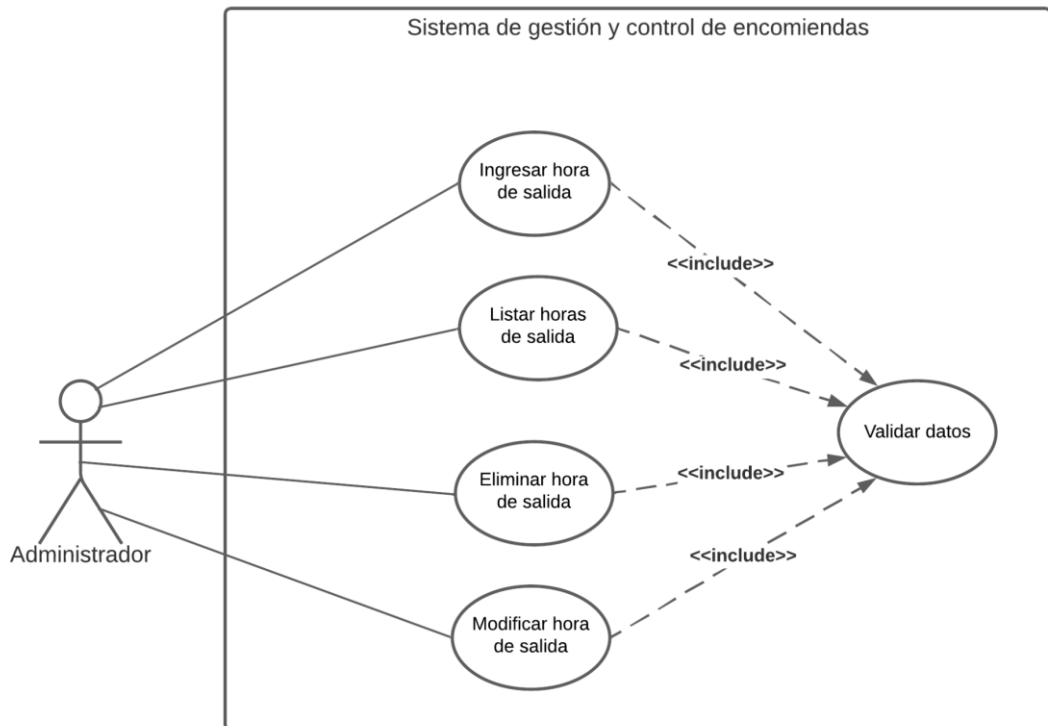 Sistema de gestión y control de encomiendas
Ingresar hora
de salida
<<include>>
Listar horas
de salida
<<include>>
Validar datos
Eliminar hora
de salida
<<include>>
Administrador
<<include>>
Modificar hora
de salida